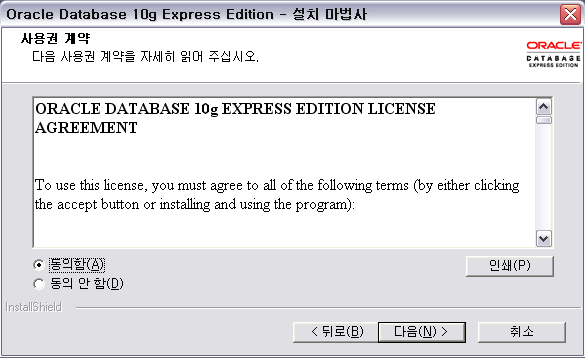 Oracle Database 10g Express Edition - 설치 마법사
사용권 계약
다음 사용권 계약을 자세히 읽어 주십시오.
ORACLE
DATABASE
EXPRESS EDITION
ORACLE DATABASE 10g EXPRESS EDITION LICENSE
AGREEMENT
To use this license, you must agree to all of the following terms (by either clicking
the accept button or installing and using the program):
동의함(A)
동의 안 함(D)
인쇄(P)
InstallShield
< 뒤로(B)
다음(N) >
취소